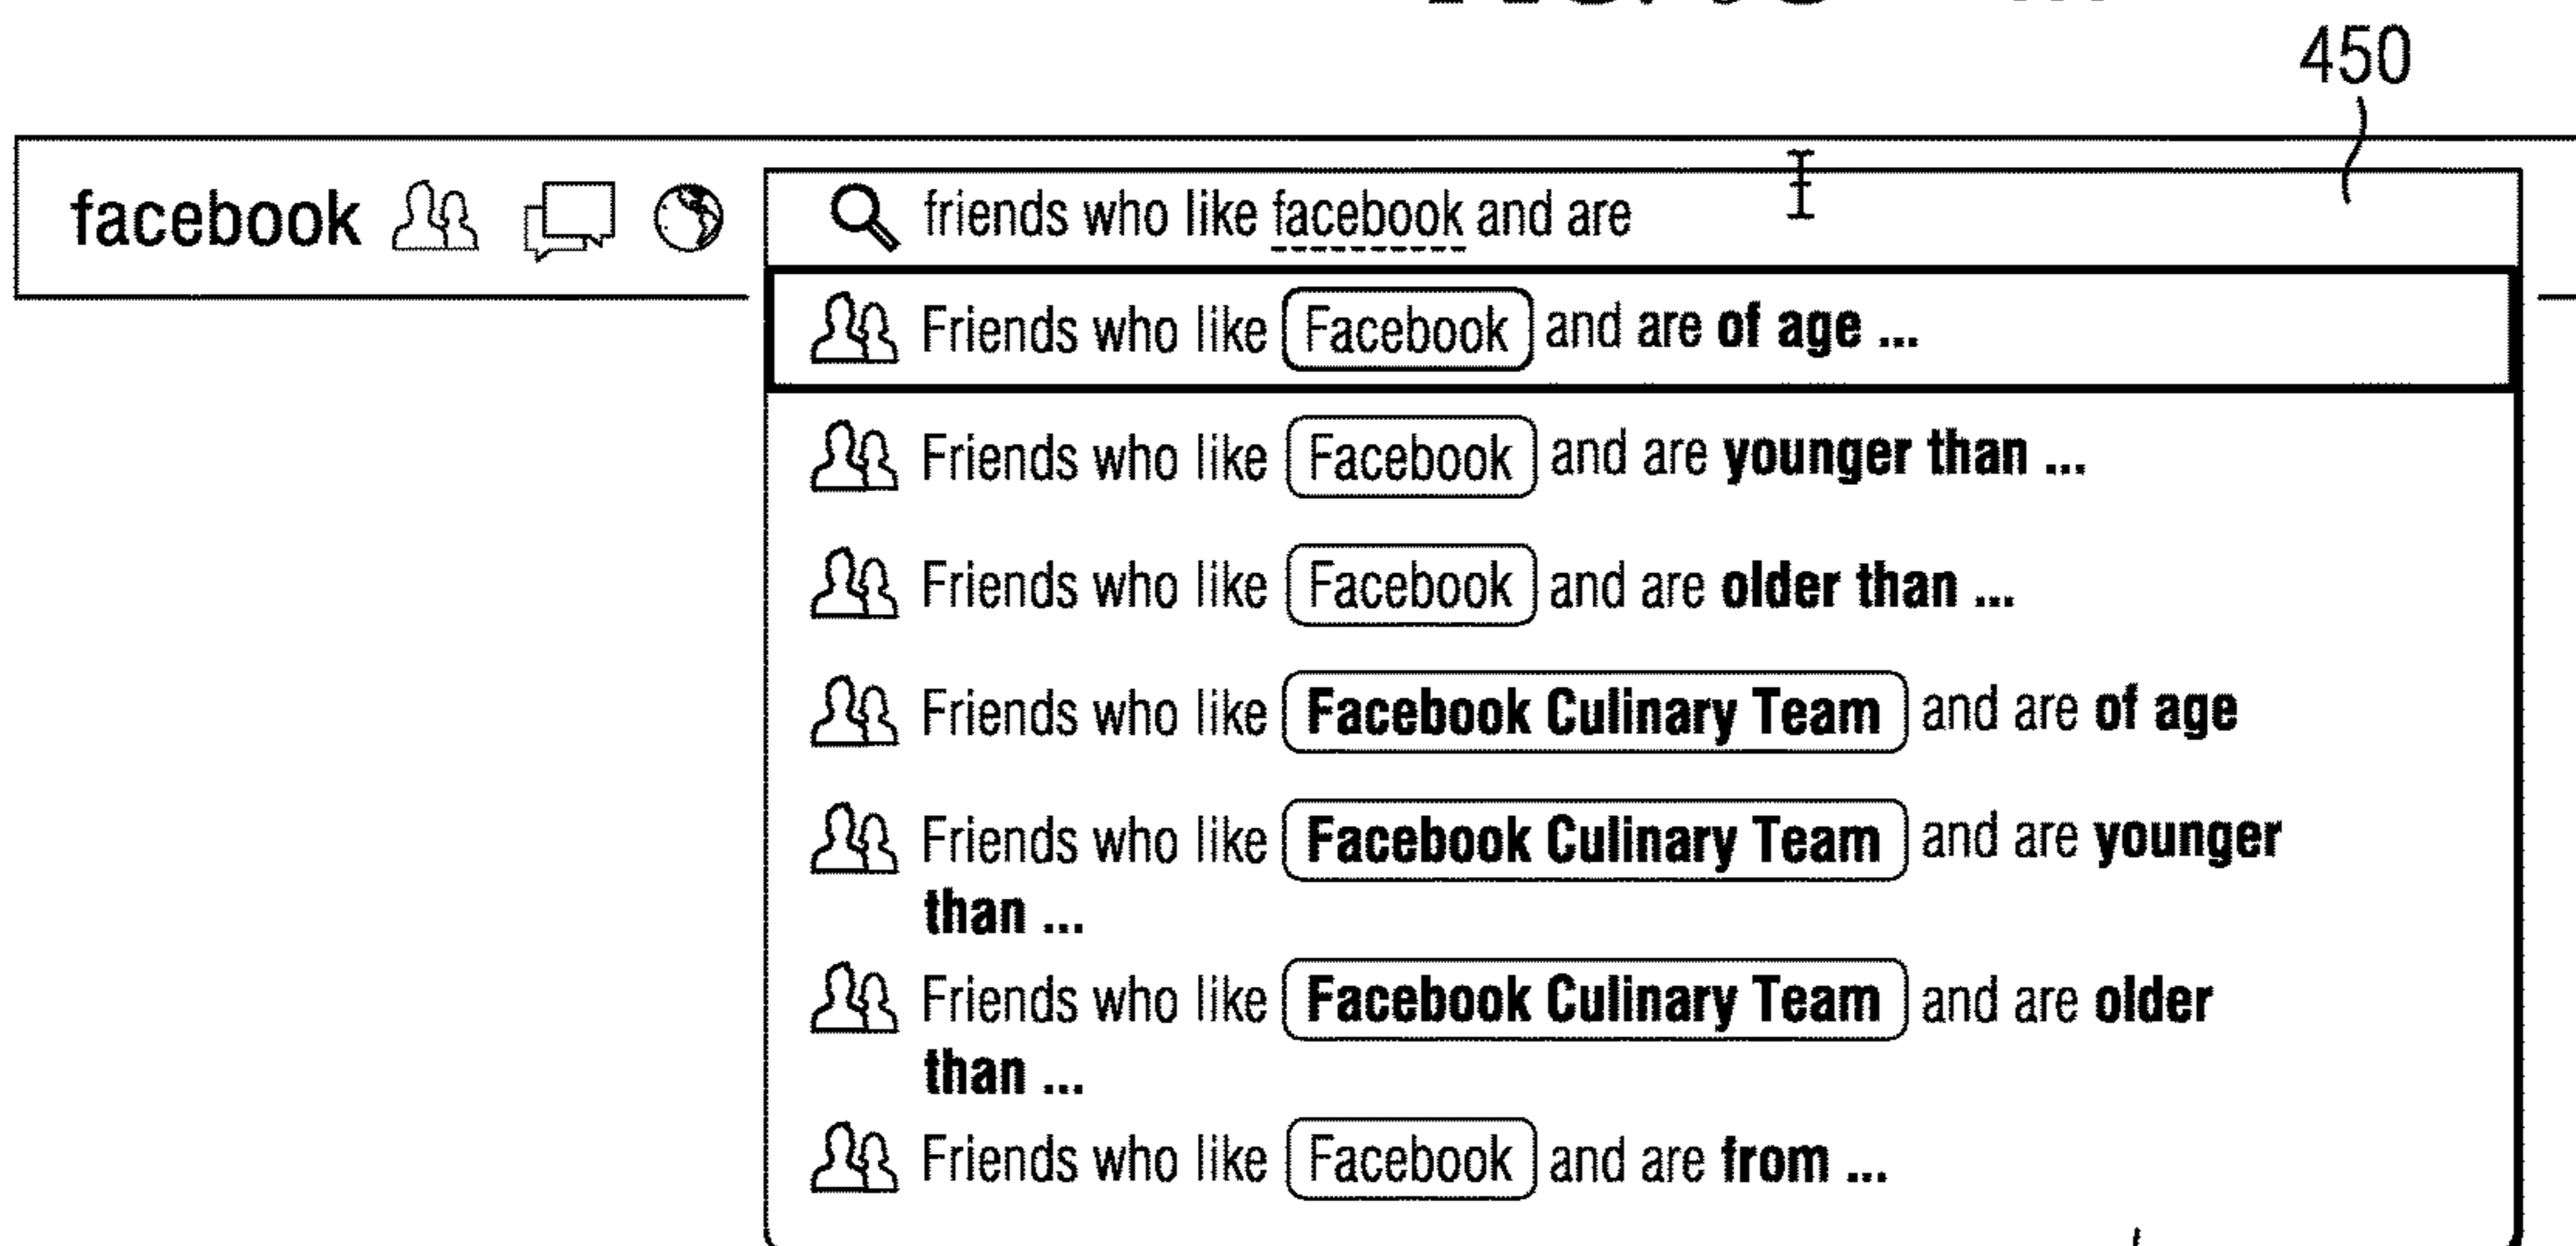 450
facebook friends who like facebook and are
Friends who like Facebook and are of age ...
Friends who like Facebook and are younger than ...
Friends who like Facebook and are older than ...
Friends who like Facebook Culinary Team and are of age
Friends who like Facebook Culinary Team and are younger
than ...
Friends who like Facebook Culinary Team and are older
than ...
Friends who like Facebook and are from ...